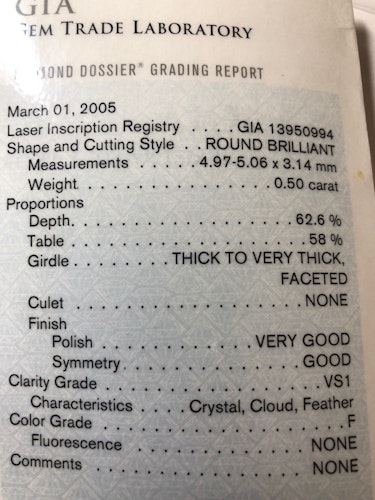 GIA
GEM TRADE LABORATORY
DIAMOND DOSSIER® GRADING REPORT
March 01, 2005
Laser Inscription Registry . . . . GIA 13950994
Shape and Cutting Style . . ROUND BRILLIANT
Measurements . . . . . 4.97-5.06 x 3.14 mm
Weight . . . . . . . . . . . . . . . . . . 0.50 carat
Proportions
Depth. . . . . . . . . . . . . . . . . . . . . 62.6 %
Table . . . . . . . . . . . . . . . . . . . . . . 58 %
Girdle . . . . . . . . THICK TO VERY THICK,
FACETED
Culet . . . . . . . . . . . . . . . . . . . . . NONE
Finish
Polish . . . . . . . . . . . . . VERY GOOD
Symmetry. . . . . . . . . . . . . . . GOOD
Clarity Grade . . . . . . . . . . . . . . . . . . VS1
Characteristics . . . . Crystal, Cloud, Feather
Color Grade . . . . . . . . . . . . . . . . . . . . F
Fluorescence . . . . . . . . . . . . . . NONE
Comments . . . . . . . . . . . . . . . . . NONE